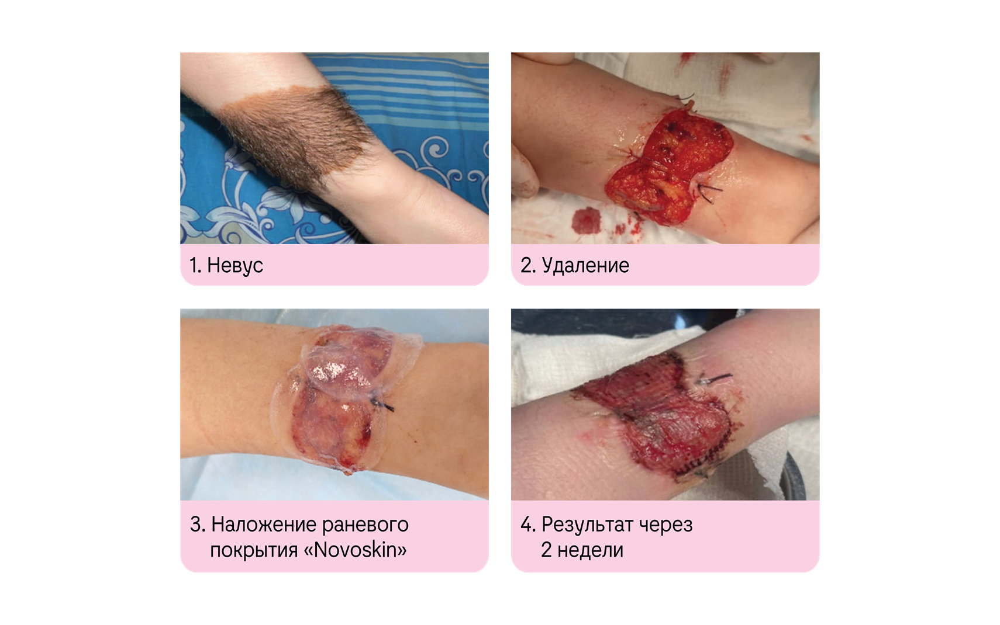 1. Невус
2. Удаление
3. Наложение раневого
покрытия «Novoskin»
4. Результат через
2 недели